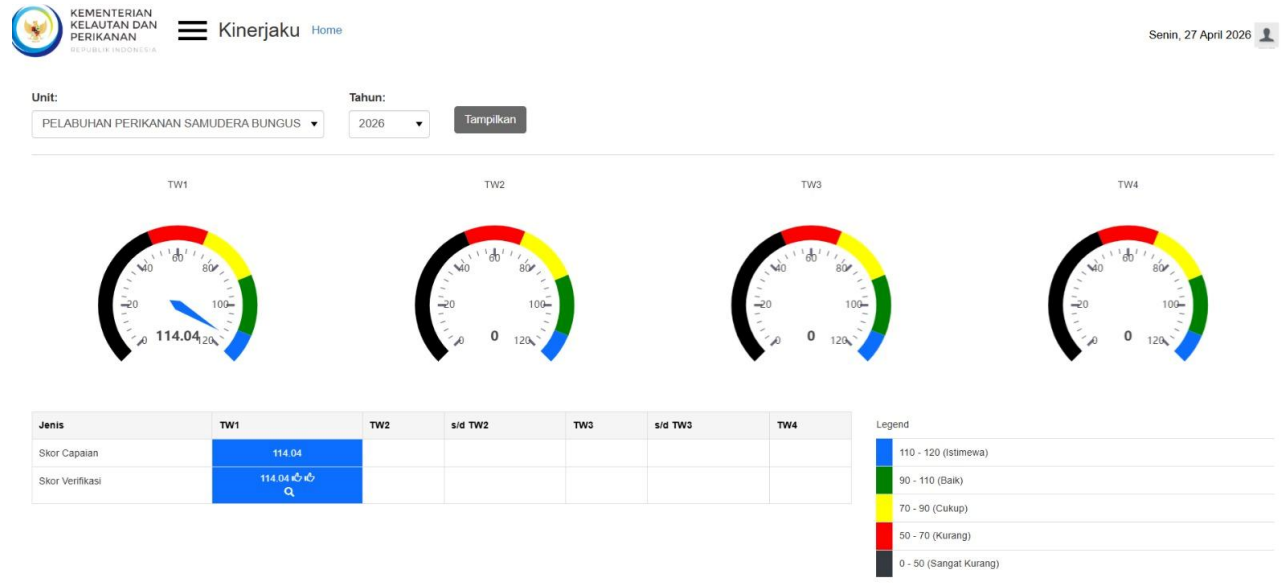 KEMENTERIAN
KELAUTAN DAN
PERIKANAN
REPUBLIK INDONESIA
Kinerjaku Home
Senin, 27 April 2026
Unit: Tahun:
PELABUHAN PERIKANAN SAMUDERA BUNGUS 2026 Tampilkan
TW1 TW2 TW3 TW4
0 20 40 60 80 100 120 114.04
0 20 40 60 80 100 120 0
0 20 40 60 80 100 120 0
0 20 40 60 80 100 120 0
Jenis TW1 TW2 s/d TW2 TW3 s/d TW3 TW4
Skor Capaian 114.04
Skor Verifikasi 114.04
Legend
110 - 120 (Istimewa)
90 - 110 (Baik)
70 - 90 (Cukup)
50 - 70 (Kurang)
0 - 50 (Sangat Kurang)